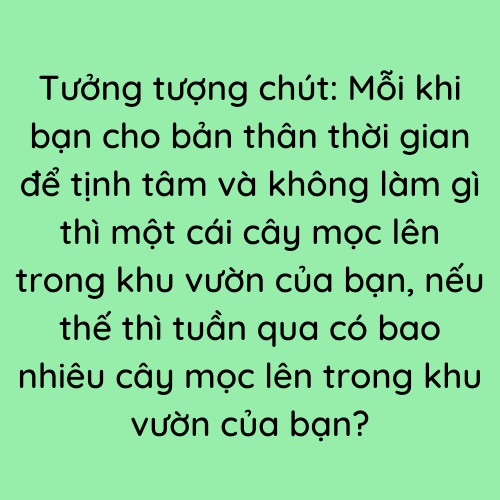 Tưởng tượng chút: Mỗi khi
bạn cho bản thân thời gian
để tịnh tâm và không làm gì
thì một cái cây mọc lên
trong khu vườn của bạn, nếu
thế thì tuần qua có bao
nhiêu cây mọc lên trong khu
vườn của bạn?